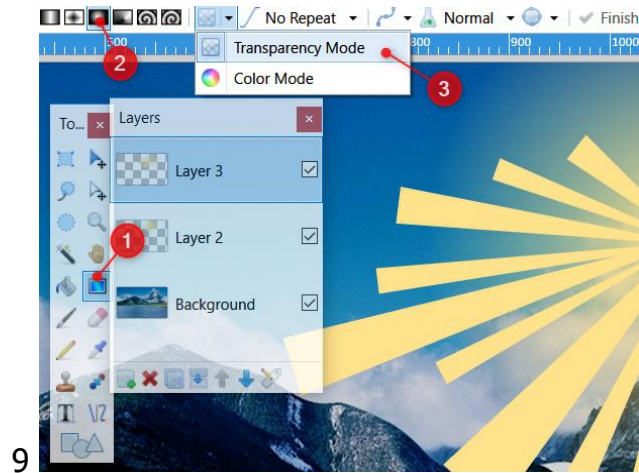 No Repeat Normal Finish
2
500 800 900 1000
Transparency Mode
Color Mode
3
To... x Layers x
Layer 3
1
Layer 2
Background
T
9